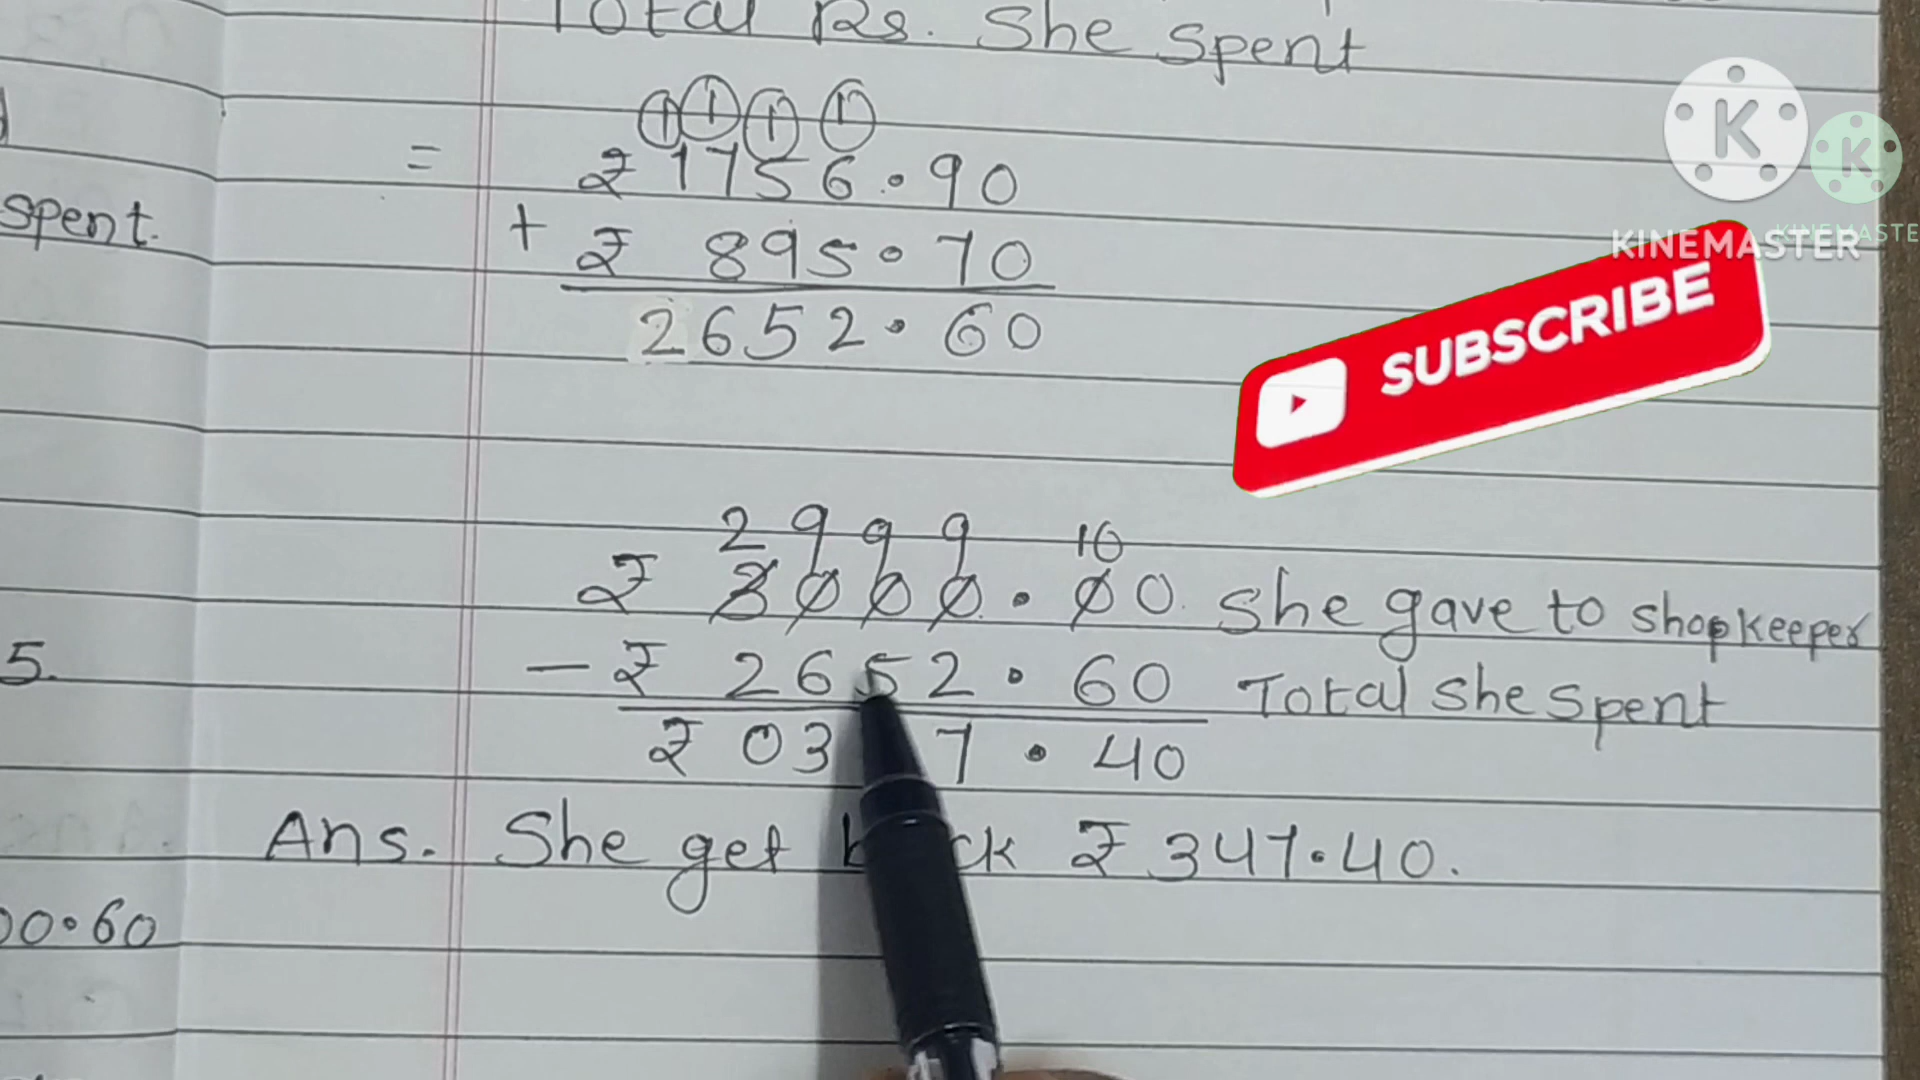 Total Rs. She spent
1 1 1 1
= ₹ 1756.90
spent.
+ ₹ 895.70
2652.60
KINEMASTER
KINEMASTER
SUBSCRIBE
2 9 9 9 10
₹ 3000.00 She gave to shopkeeper
5.
- ₹ 2652.60 Total She spent
₹ 03 7.40
Ans. She get ₹ 347.40.
00.60